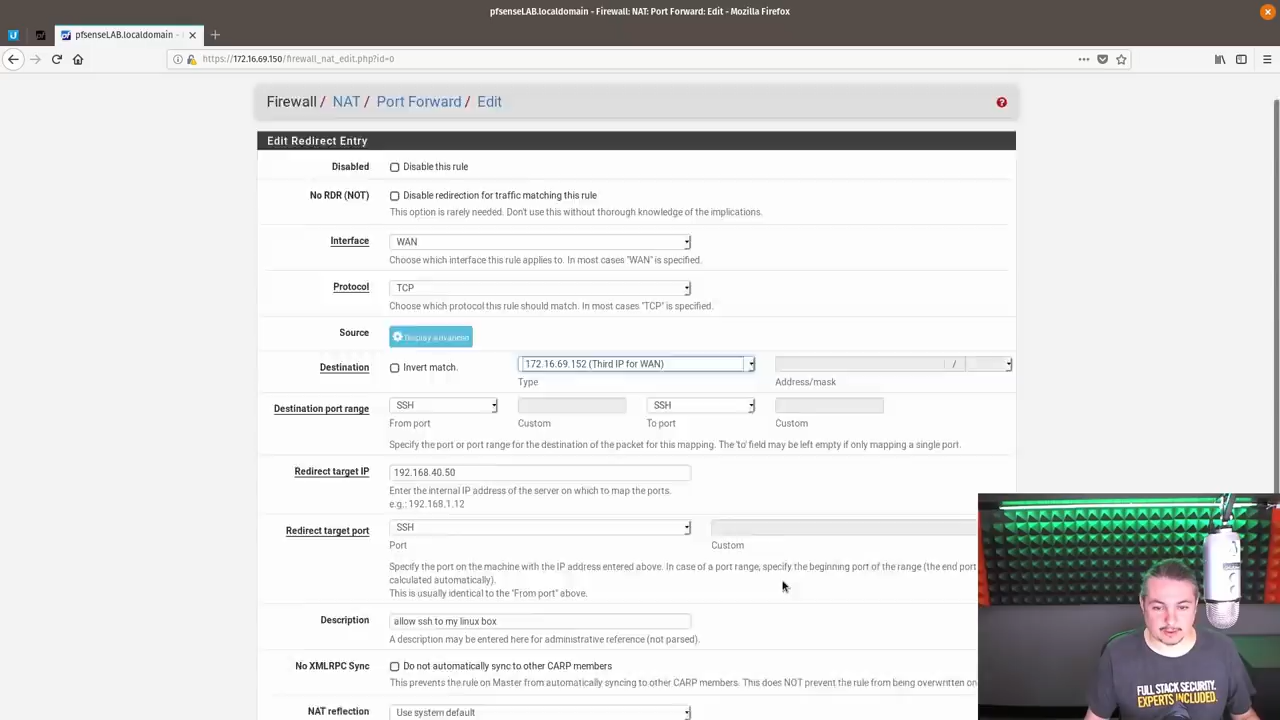 pfsenseLAB.localdomain - Firewall: NAT: Port Forward: Edit - Mozilla Firefox
pfsenseLAB.localdomain -
https://172.16.69.150/firewall_nat_edit.php?id=0
Firewall / NAT / Port Forward / Edit
Edit Redirect Entry
Disabled Disable this rule
No RDR (NOT) Disable redirection for traffic matching this rule
This option is rarely needed. Don't use this without thorough knowledge of the implications.
Interface WAN
Choose which interface this rule applies to. In most cases "WAN" is specified.
Protocol TCP
Choose which protocol this rule should match. In most cases "TCP" is specified.
Source Display Advanced
Destination Invert match. 172.16.69.152 (Third IP for WAN) /
Type Address/mask
Destination port range SSH SSH
From port Custom To port Custom
Specify the port or port range for the destination of the packet for this mapping. The 'to' field may be left empty if only mapping a single port.
Redirect target IP 192.168.40.50
Enter the internal IP address of the server on which to map the ports.
e.g.: 192.168.1.12
Redirect target port SSH
Port Custom
Specify the port on the machine with the IP address entered above. In case of a port range, specify the beginning port of the range (the end port
calculated automatically).
This is usually identical to the "From port" above.
Description allow ssh to my linux box
A description may be entered here for administrative reference (not parsed).
No XMLRPC Sync Do not automatically sync to other CARP members
This prevents the rule on Master from automatically syncing to other CARP members. This does NOT prevent the rule from being overwritten on
NAT reflection Use system default
FULL STACK SECURITY.
EXPERTS INCLUDED.